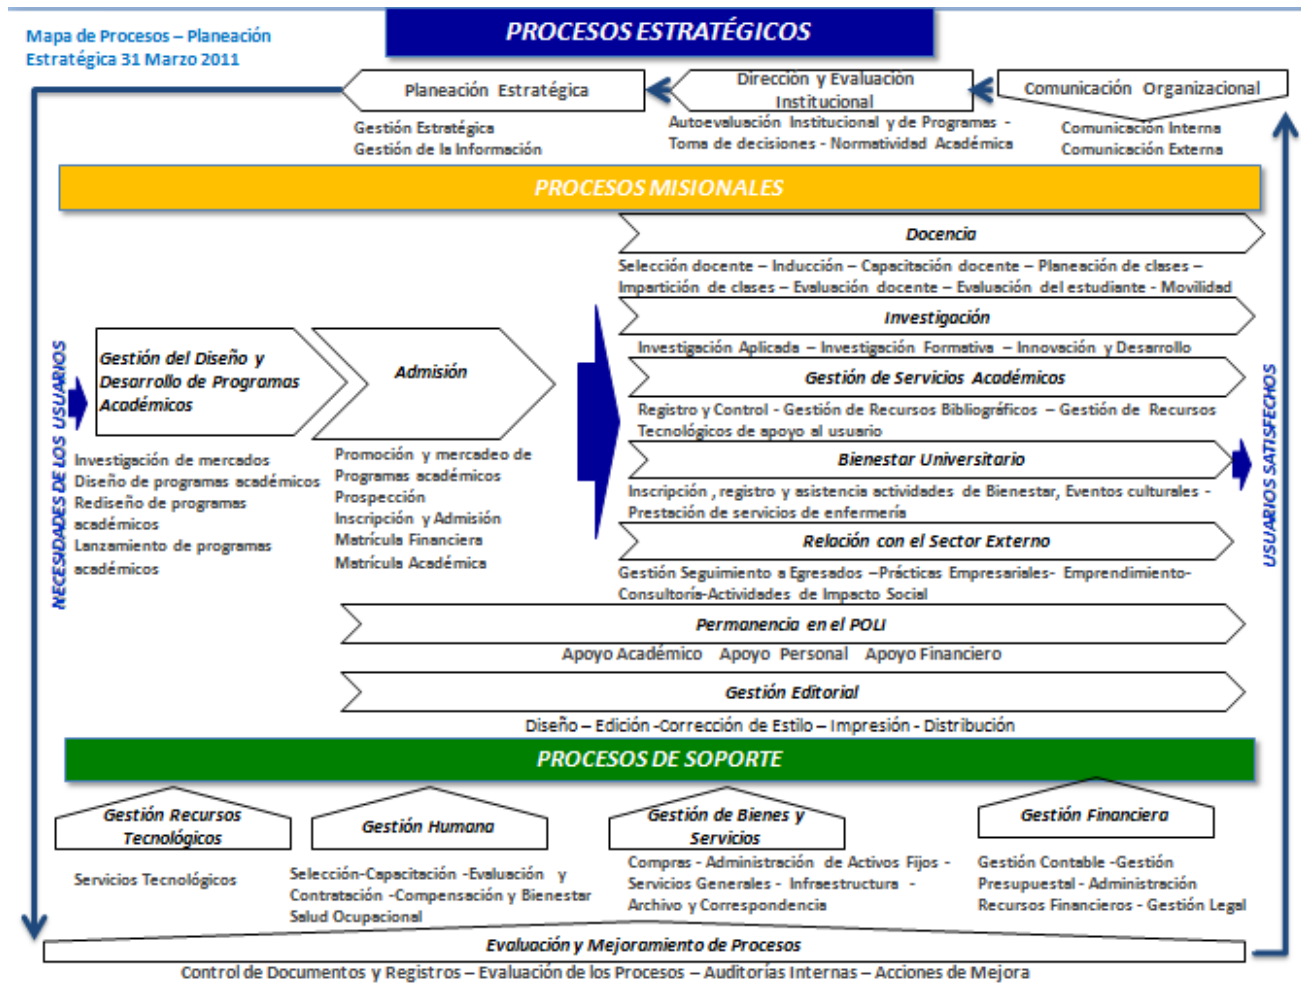 PROCESOS ESTRATÉGICOS
Mapa de Procesos – Planeación
Estratégica 31 Marzo 2011
Planeación Estratégica
Dirección y Evaluación
Institucional
Comunicación Organizacional
Gestión Estratégica
Gestión de la Información
Autoevaluación Institucional y de Programas -
Toma de decisiones - Normatividad Académica
Comunicación Interna
Comunicación Externa
PROCESOS MISIONALES
NECESIDADES DE LOS USUARIOS
Gestión del Diseño y
Desarrollo de Programas
Académicos
Investigación de mercados
Diseño de programas académicos
Rediseño de programas
académicos
Lanzamiento de programas
académicos
Admisión
Promoción y mercadeo de
Programas académicos
Prospección
Inscripción y Admisión
Matrícula Financiera
Matrícula Académica
Docencia
Selección docente – Inducción – Capacitación docente – Planeación de clases –
Impartición de clases – Evaluación docente – Evaluación del estudiante - Movilidad
Investigación
Investigación Aplicada – Investigación Formativa – Innovación y Desarrollo
Gestión de Servicios Académicos
Registro y Control - Gestión de Recursos Bibliográficos – Gestión de Recursos
Tecnológicos de apoyo al usuario
Bienestar Universitario
Inscripción , registro y asistencia actividades de Bienestar, Eventos culturales -
Prestación de servicios de enfermería
Relación con el Sector Externo
Gestión Seguimiento a Egresados –Prácticas Empresariales- Emprendimiento-
Consultoría-Actividades de Impacto Social
USUARIOS SATISFECHOS
Permanencia en el POLI
Apoyo Académico Apoyo Personal Apoyo Financiero
Gestión Editorial
Diseño – Edición -Corrección de Estilo – Impresión - Distribución
PROCESOS DE SOPORTE
Gestión Recursos
Tecnológicos
Servicios Tecnológicos
Gestión Humana
Selección-Capacitación -Evaluación y
Contratación -Compensación y Bienestar
Salud Ocupacional
Gestión de Bienes y
Servicios
Compras - Administración de Activos Fijos -
Servicios Generales - Infraestructura -
Archivo y Correspondencia
Gestión Financiera
Gestión Contable -Gestión
Presupuestal - Administración
Recursos Financieros - Gestión Legal
Evaluación y Mejoramiento de Procesos
Control de Documentos y Registros – Evaluación de los Procesos – Auditorías Internas – Acciones de Mejora